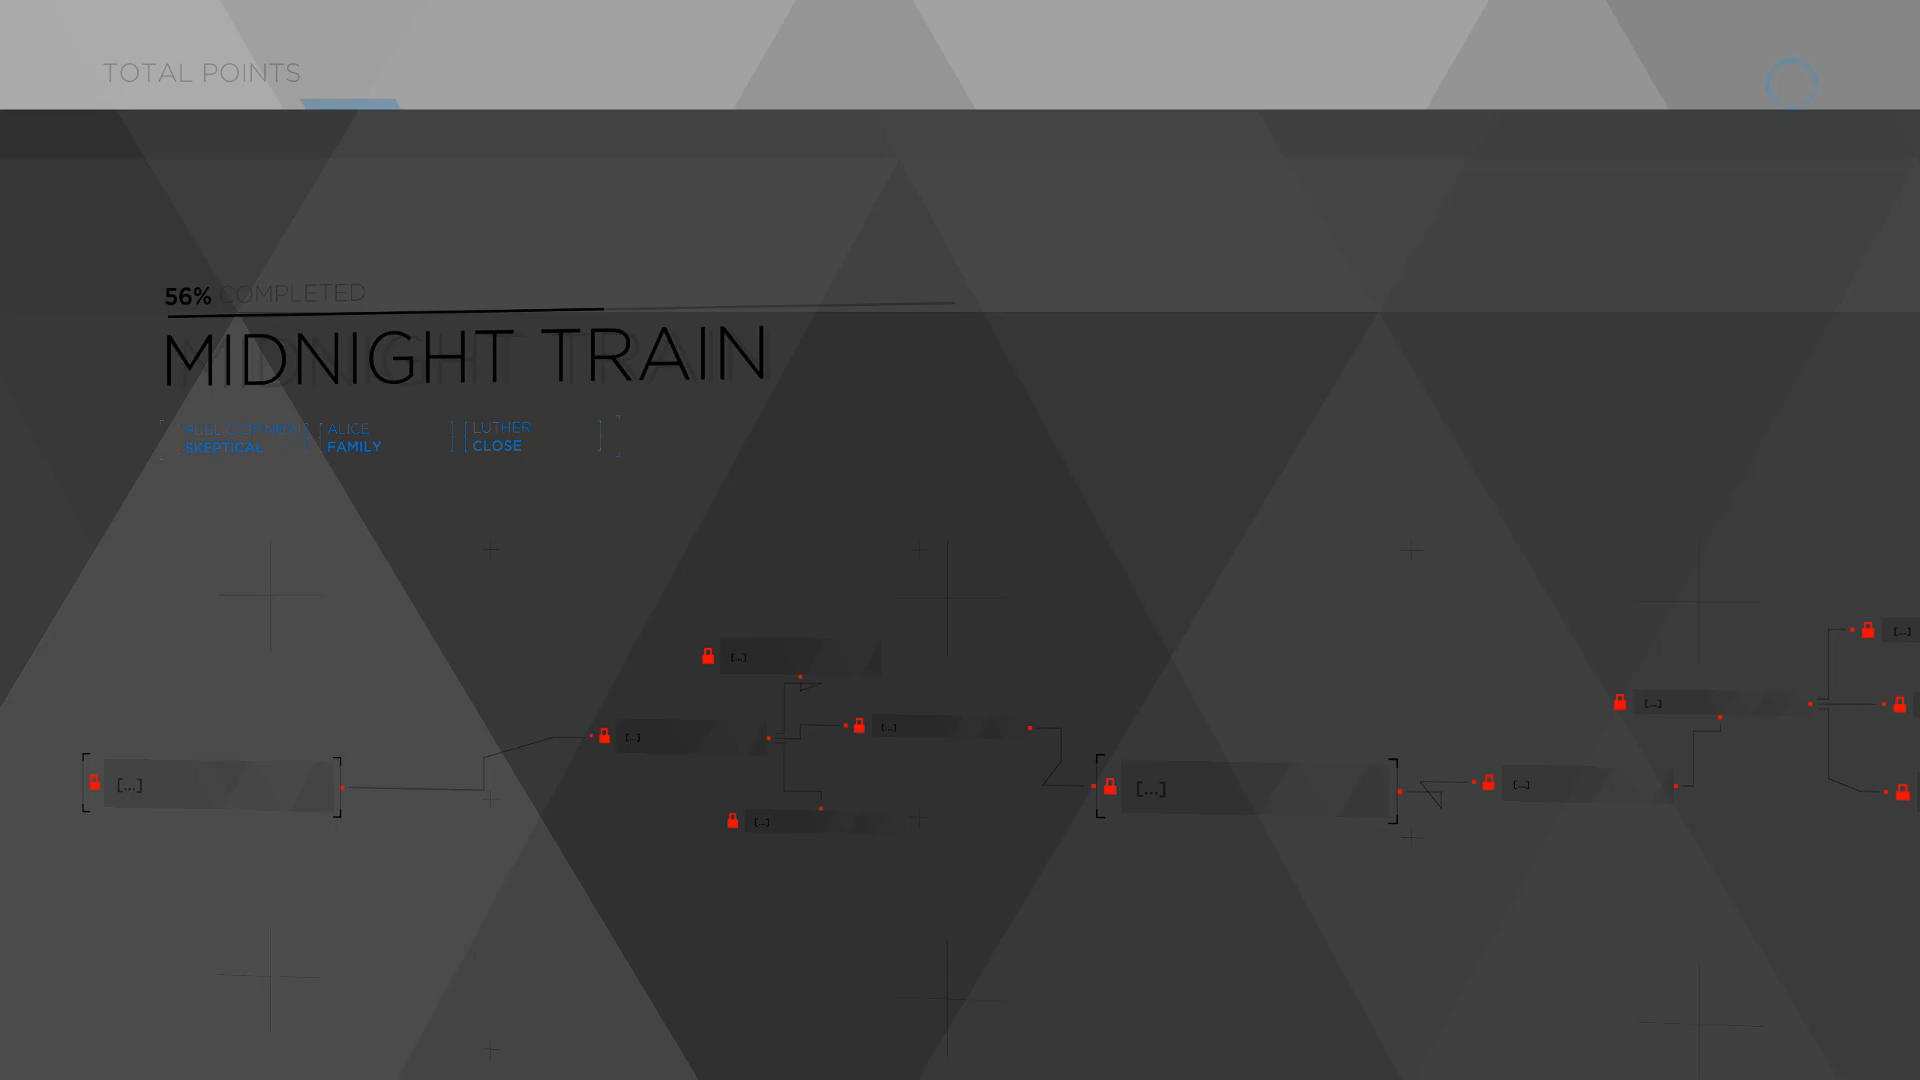 TOTAL POINTS
56% COMPLETED
MIDNIGHT TRAIN
PUBLIC OPINION
SKEPTICAL
ALICE
FAMILY
LUTHER
CLOSE
[...]
[...]
[...]
[...]
[...]
[...]
[...]
[...]
[...]